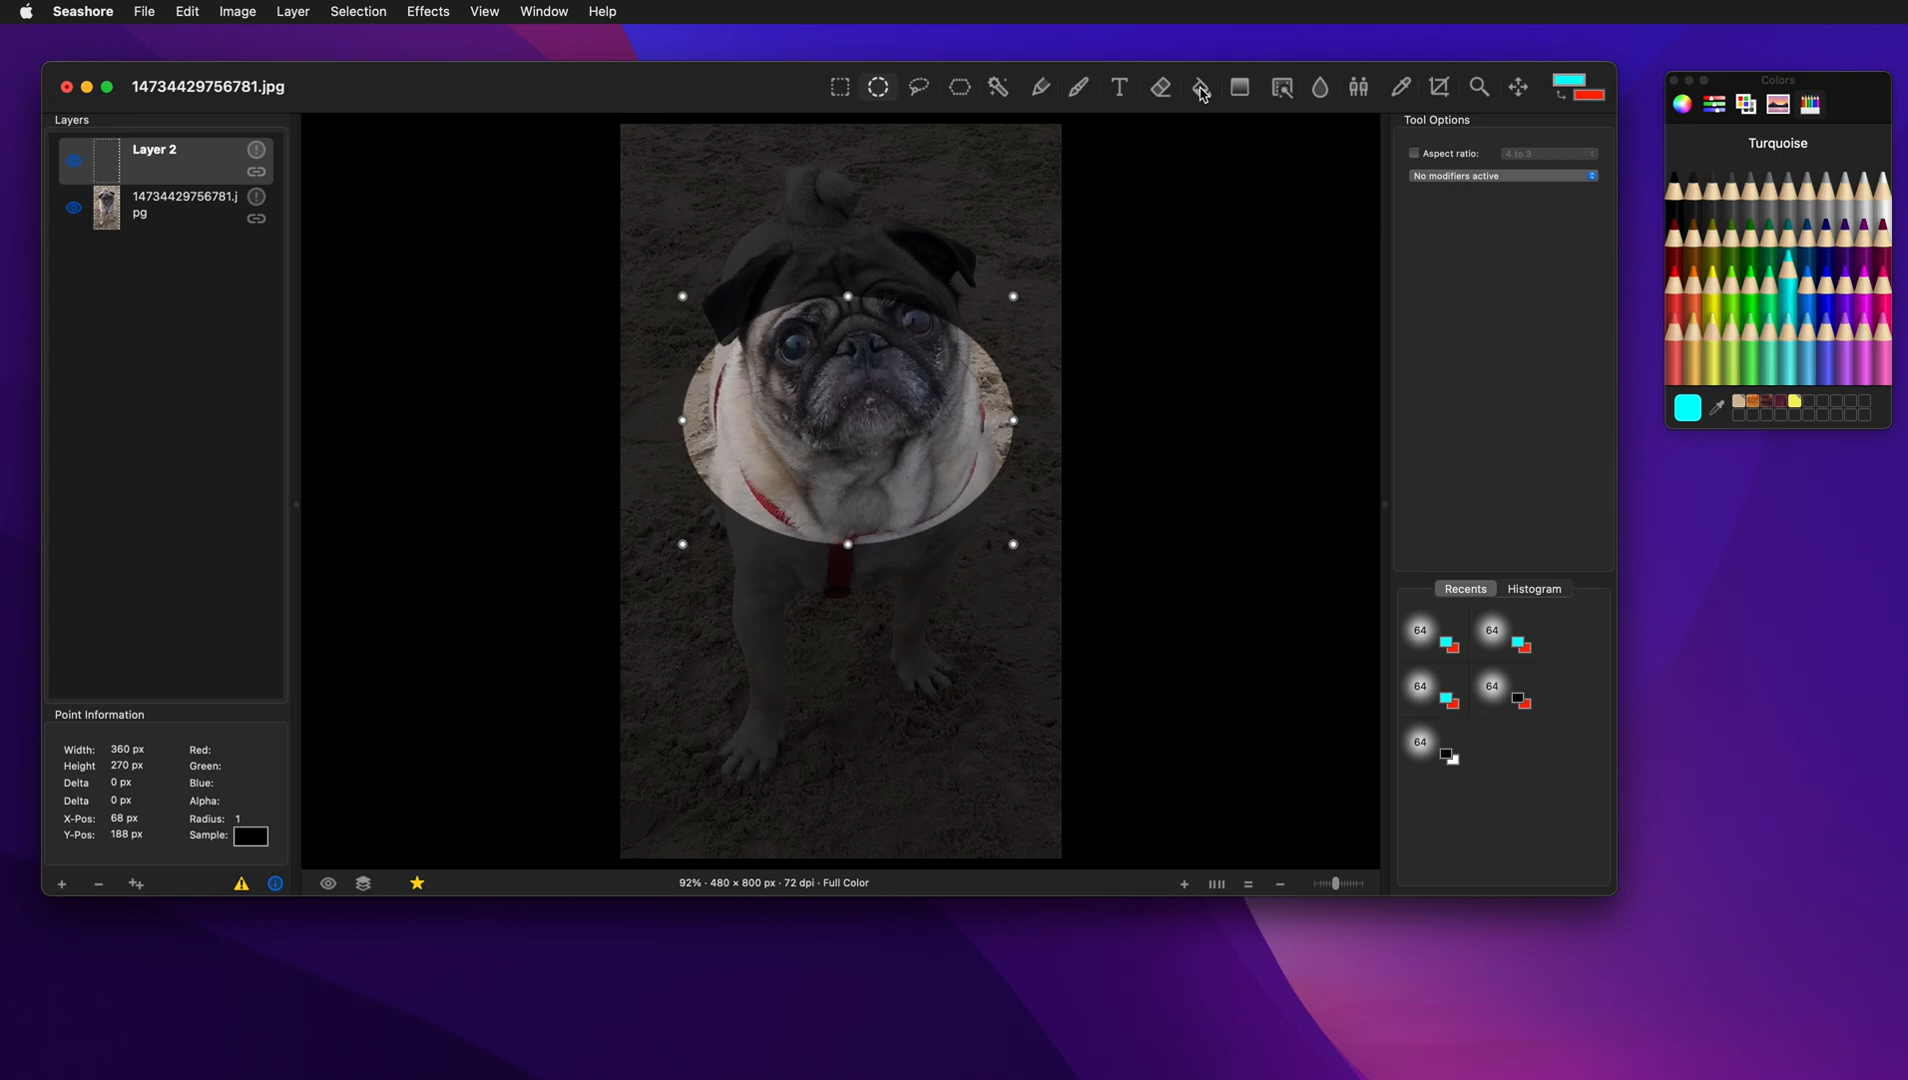 Seashore File Edit Image Layer Selection Effects View Window Help
14734429756781.jpg
Layers
Layer 2
14734429756781.j
pg
Tool Options
Aspect ratio: 4 to 3
No modifiers active
Colors
Turquoise
Recents Histogram
64 64
64 64
64
Point Information
Width: 360 px Red:
Height 270 px Green:
Delta 0 px Blue:
Delta 0 px Alpha:
X-Pos: 68 px Radius: 1
Y-Pos: 188 px Sample:
92% · 480 × 800 px · 72 dpi · Full Color